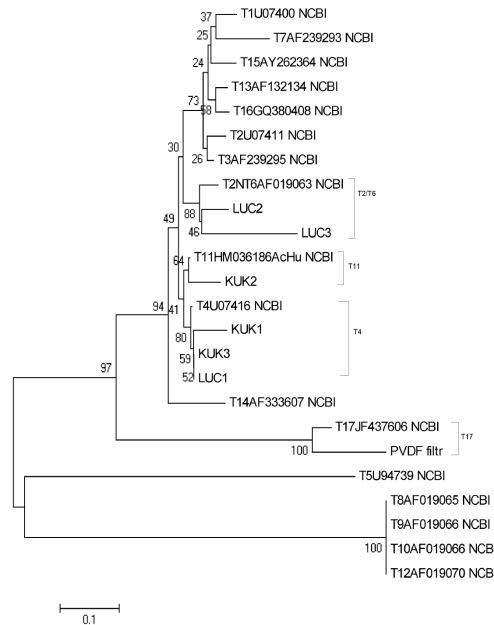 37
T1U07400 NCBI
25
T7AF239293 NCBI
24
T15AY262364 NCBI
T13AF132134 NCBI
73
58
T16GQ380408 NCBI
T2U07411 NCBI
30
26
T3AF239295 NCBI
T2NT6AF019063 NCBI
T2/T6
88
LUC2
49
46
LUC3
64
T11HM036186AcHu NCBI
T11
KUK2
94
41
T4U07416 NCBI
80
KUK1
T4
59
KUK3
52
LUC1
97
T14AF333607 NCBI
T17JF437606 NCBI
T17
100
PVDF filtr
T5U94739 NCBI
T8AF019065 NCBI
T9AF019066 NCBI
100
T10AF019066 NCB
T12AF019070 NCB
0.1